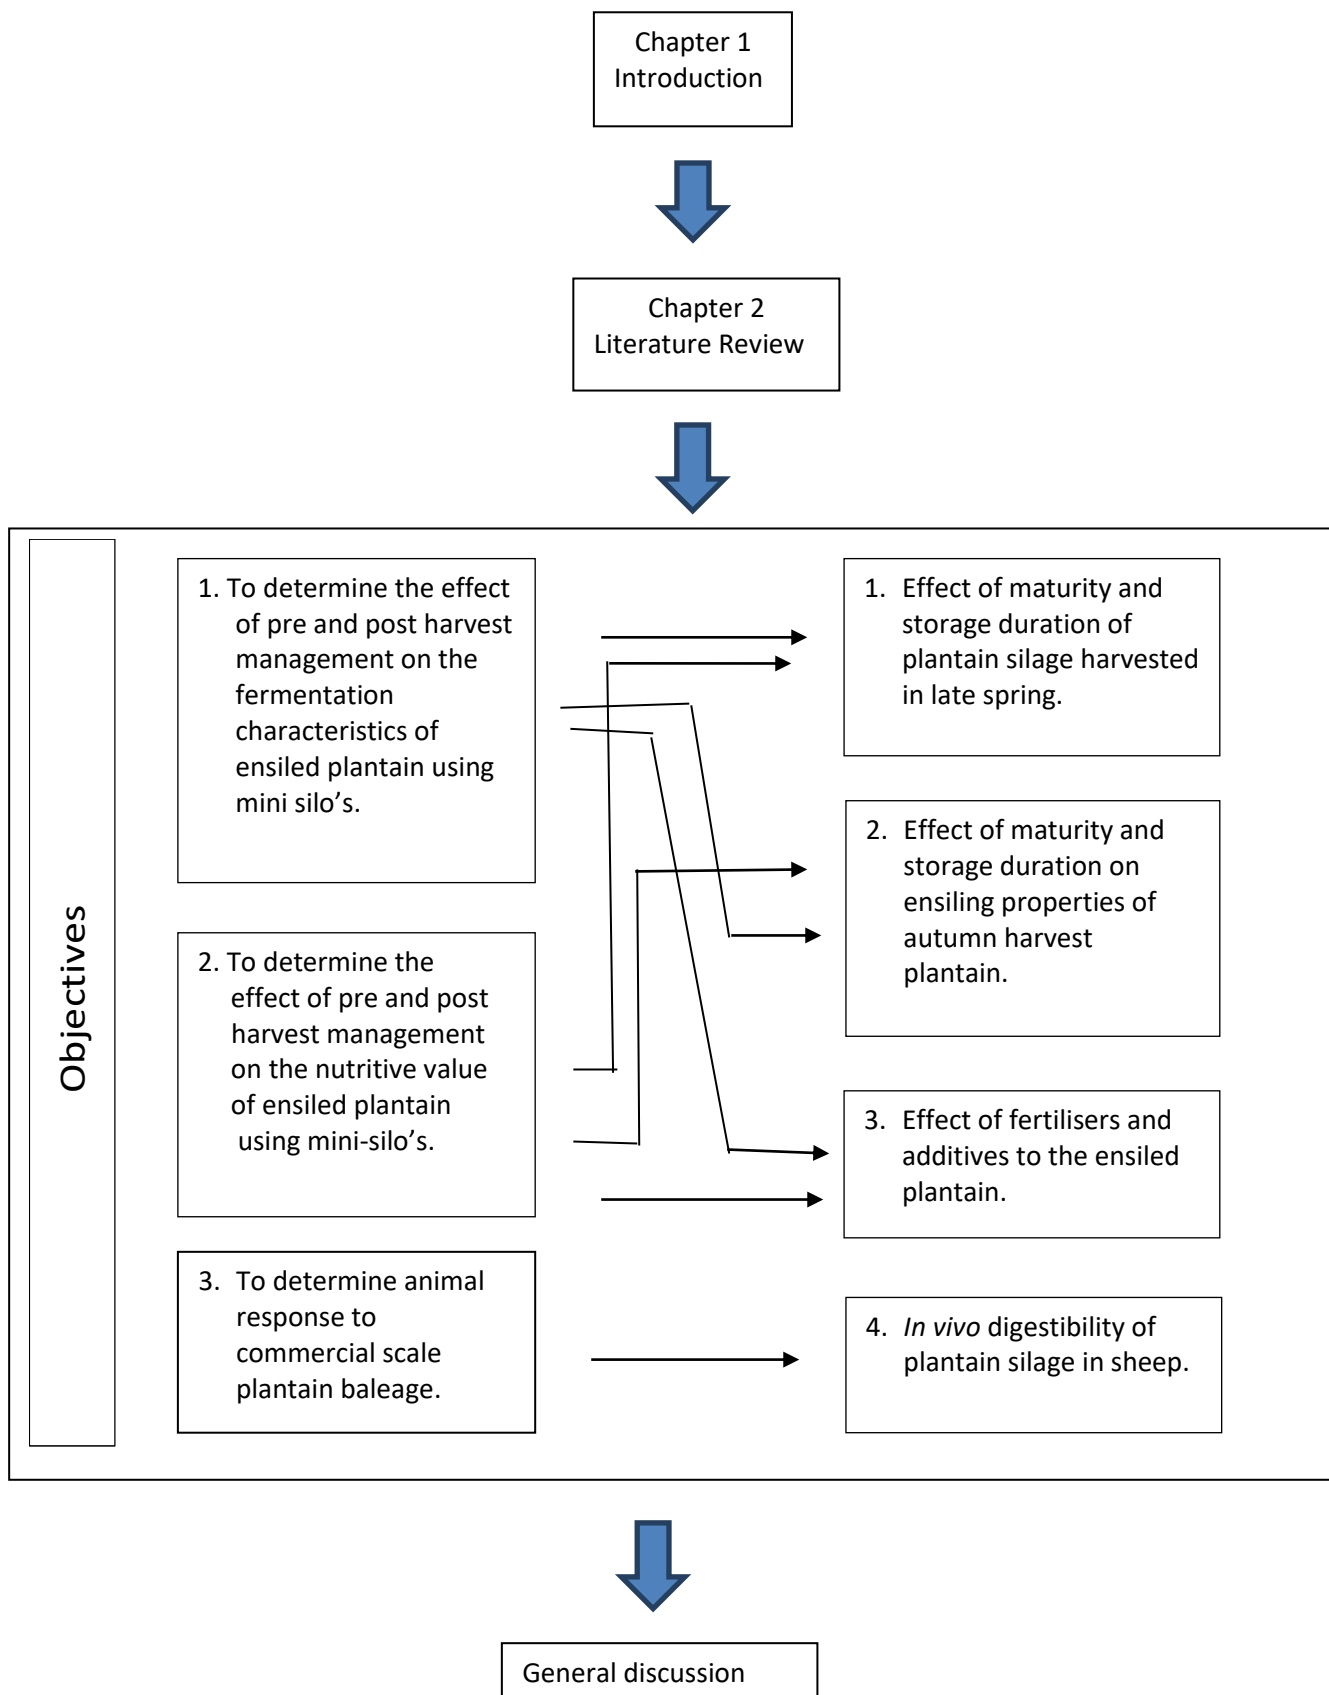 Chapter 1
Introduction
Chapter 2
Literature Review
Objectives
1. To determine the effect
of pre and post harvest
management on the
fermentation
characteristics of
ensiled plantain using
mini silo’s.
2. To determine the
effect of pre and post
harvest management
on the nutritive value
of ensiled plantain
using mini-silo’s.
3. To determine animal
response to
commercial scale
plantain baleage.
1. Effect of maturity and
storage duration of
plantain silage harvested
in late spring.
2. Effect of maturity and
storage duration on
ensiling properties of
autumn harvest
plantain.
3. Effect of fertilisers and
additives to the ensiled
plantain.
4. In vivo digestibility of
plantain silage in sheep.
General discussion